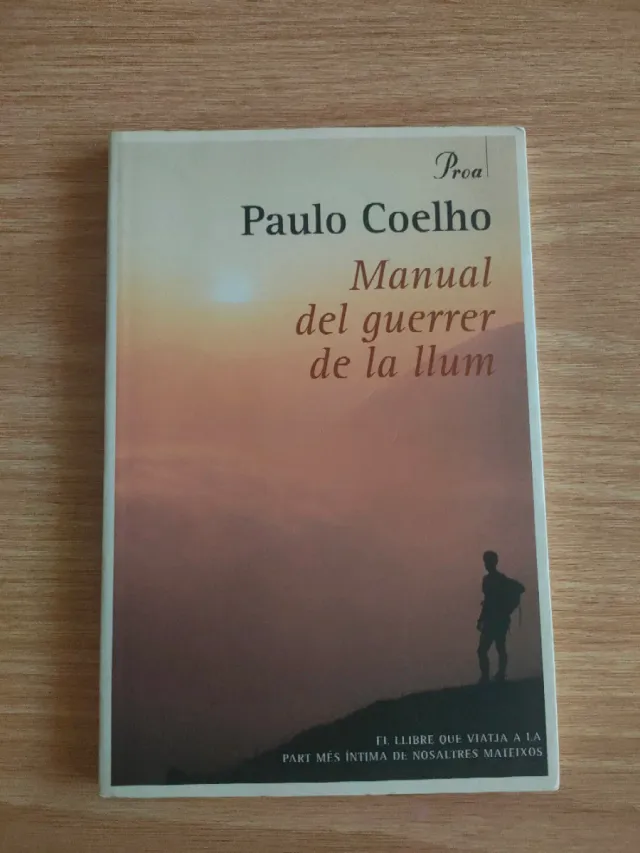 Proa
Paulo Coelho
Manual
del guerrer
de la llum
EL LLIBRE QUE VIATJA A LA
PART MÉS ÍNTIMA DE NOSALTRES MATEIXOS